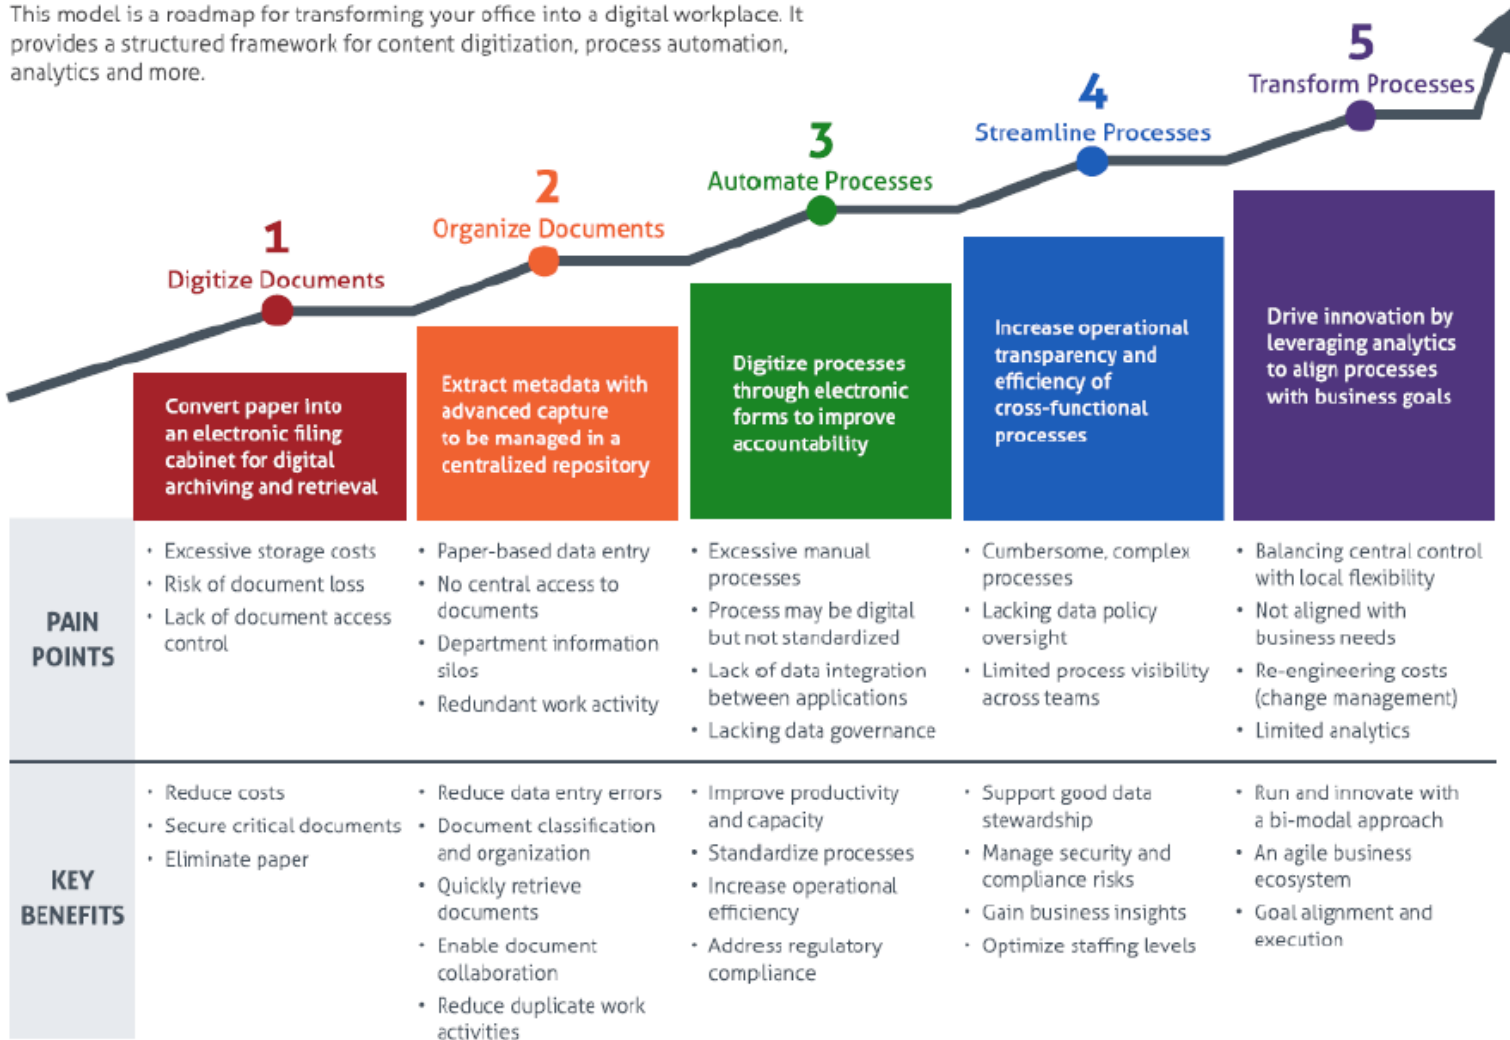 This model is a roadmap for transforming your office into a digital workplace. It
provides a structured framework for content digitization, process automation,
analytics and more.
1
Digitize Documents
2
Organize Documents
3
Automate Processes
4
Streamline Processes
5
Transform Processes
Convert paper into
an electronic filing
cabinet for digital
archiving and retrieval
Extract metadata with
advanced capture
to be managed in a
centralized repository
Digitize processes
through electronic
forms to improve
accountability
Increase operational
transparency and
efficiency of
cross-functional
processes
Drive innovation by
leveraging analytics
to align processes
with business goals
PAIN
POINTS
• Excessive storage costs
• Risk of document loss
• Lack of document access
control
• Paper-based data entry
• No central access to
documents
• Department information
silos
• Redundant work activity
• Excessive manual
processes
• Process may be digital
but not standardized
• Lack of data integration
between applications
• Lacking data governance
• Cumbersome, complex
processes
• Lacking data policy
oversight
• Limited process visibility
across teams
• Balancing central control
with local flexibility
• Not aligned with
business needs
• Re-engineering costs
(change management)
• Limited analytics
KEY
BENEFITS
• Reduce costs
• Secure critical documents
• Eliminate paper
• Reduce data entry errors
• Document classification
and organization
• Quickly retrieve
documents
• Enable document
collaboration
• Reduce duplicate work
activities
• Improve productivity
and capacity
• Standardize processes
• Increase operational
efficiency
• Address regulatory
compliance
• Support good data
stewardship
• Manage security and
compliance risks
• Gain business insights
• Optimize staffing levels
• Run and innovate with
a bi-modal approach
• An agile business
ecosystem
• Goal alignment and
execution